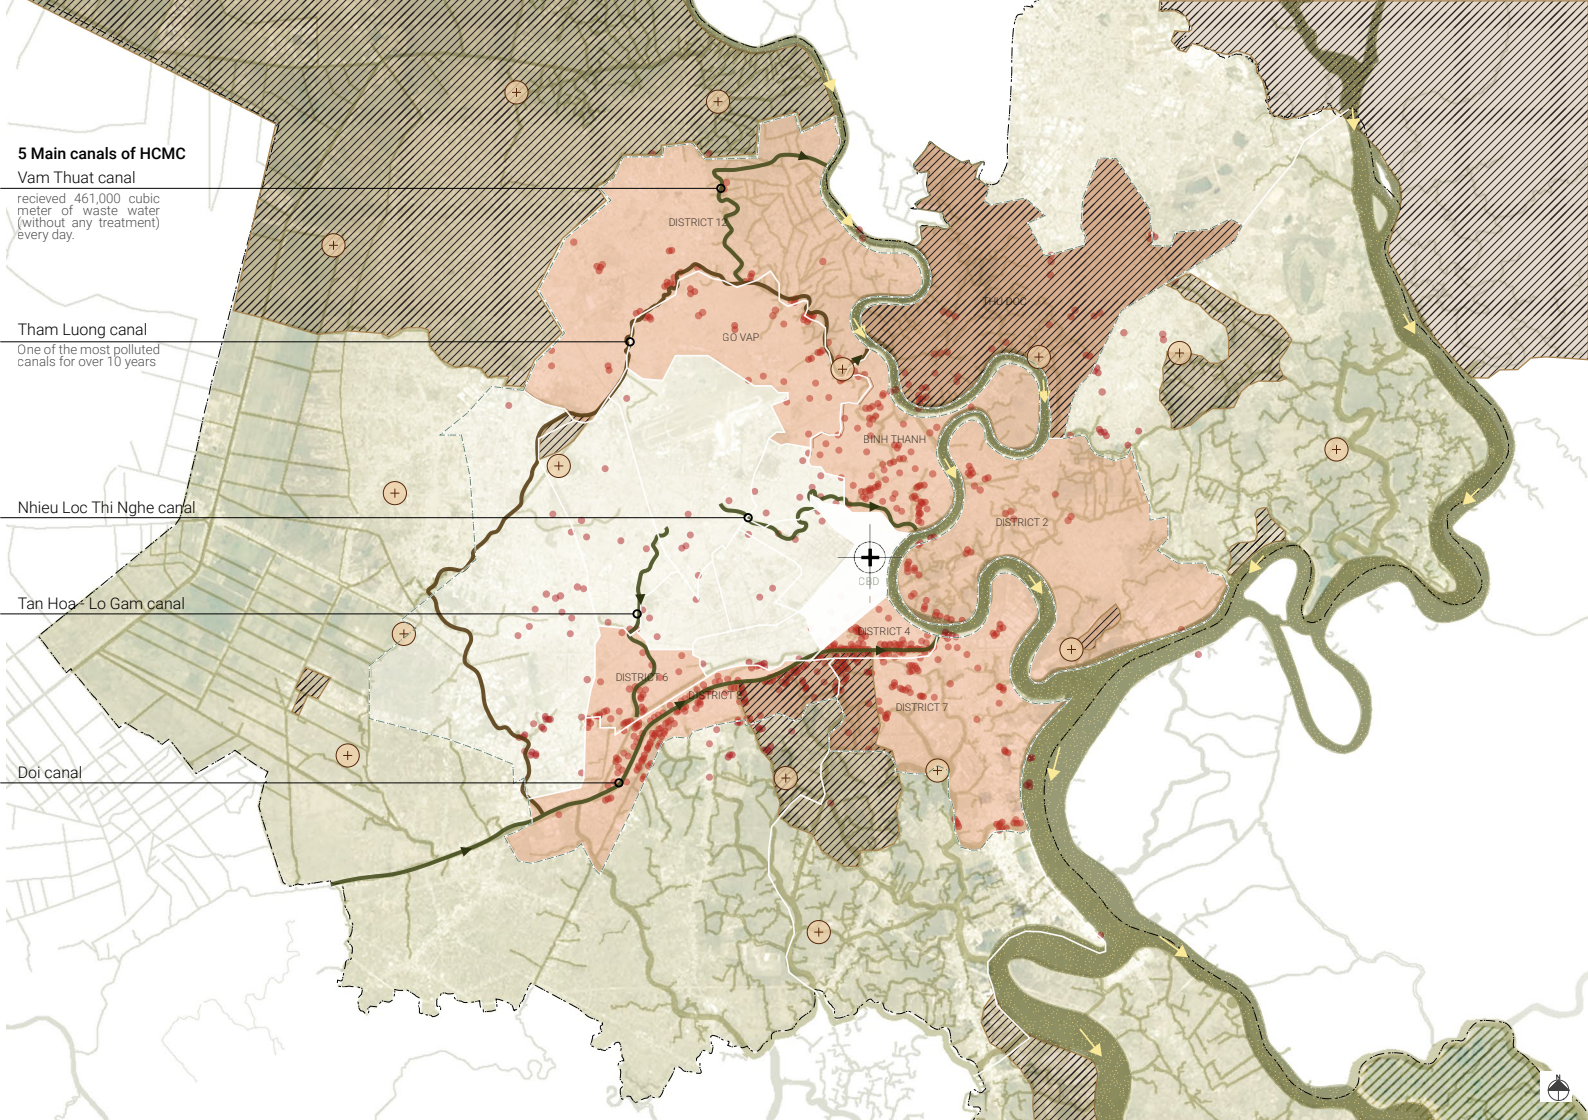 5 Main canals of HCMC
Vam Thuat canal
recieved 461,000 cubic
meter of waste water
(without any treatment)
every day.
DISTRICT 12
THU DOC
Tham Luong canal
One of the most polluted
canals for over 10 years
GO VAP
BINH THANH
Nhieu Loc Thi Nghe canal
DISTRICT 2
CBD
Tan Hoa - Lo Gam canal
DISTRICT 4
DISTRICT 6
DISTRICT 8
DISTRICT 7
Doi canal
N